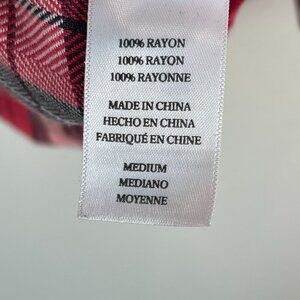 100% RAYON
100% RAYON
100% RAYONNE
MADE IN CHINA
HECHO EN CHINA
FABRIQUÉ EN CHINE
MEDIUM
MEDIANO
MOYENNE